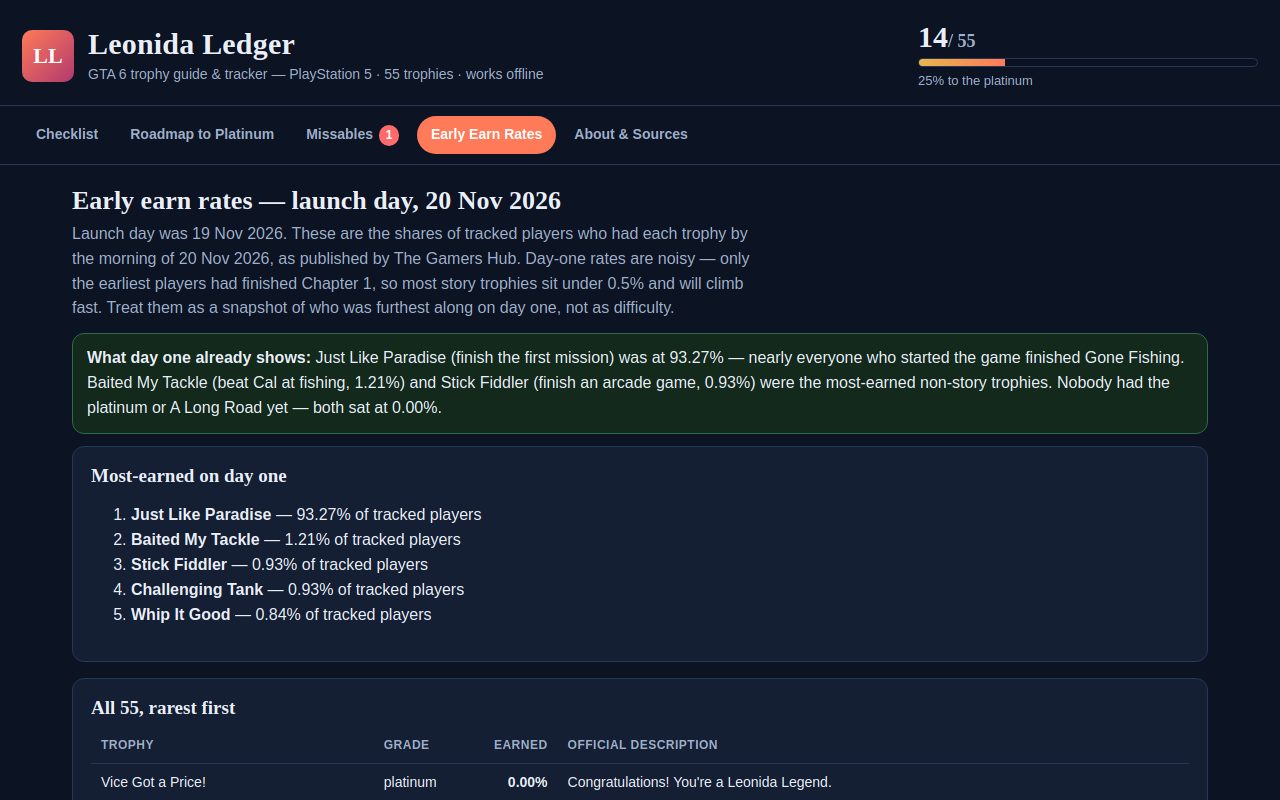 LL
Leonida Ledger
GTA 6 trophy guide & tracker — PlayStation 5 · 55 trophies · works offline
14/ 55
25% to the platinum
Checklist
Roadmap to Platinum
Missables 1
Early Earn Rates
About & Sources
Early earn rates — launch day, 20 Nov 2026
Launch day was 19 Nov 2026. These are the shares of tracked players who had each trophy by
the morning of 20 Nov 2026, as published by The Gamers Hub. Day-one rates are noisy — only
the earliest players had finished Chapter 1, so most story trophies sit under 0.5% and will climb
fast. Treat them as a snapshot of who was furthest along on day one, not as difficulty.
What day one already shows: Just Like Paradise (finish the first mission) was at 93.27% — nearly everyone who started the game finished Gone Fishing.
Baited My Tackle (beat Cal at fishing, 1.21%) and Stick Fiddler (finish an arcade game, 0.93%) were the most-earned non-story trophies. Nobody had the
platinum or A Long Road yet — both sat at 0.00%.
Most-earned on day one
1. Just Like Paradise — 93.27% of tracked players
2. Baited My Tackle — 1.21% of tracked players
3. Stick Fiddler — 0.93% of tracked players
4. Challenging Tank — 0.93% of tracked players
5. Whip It Good — 0.84% of tracked players
All 55, rarest first
TROPHY GRADE EARNED OFFICIAL DESCRIPTION
Vice Got a Price! platinum 0.00% Congratulations! You're a Leonida Legend.